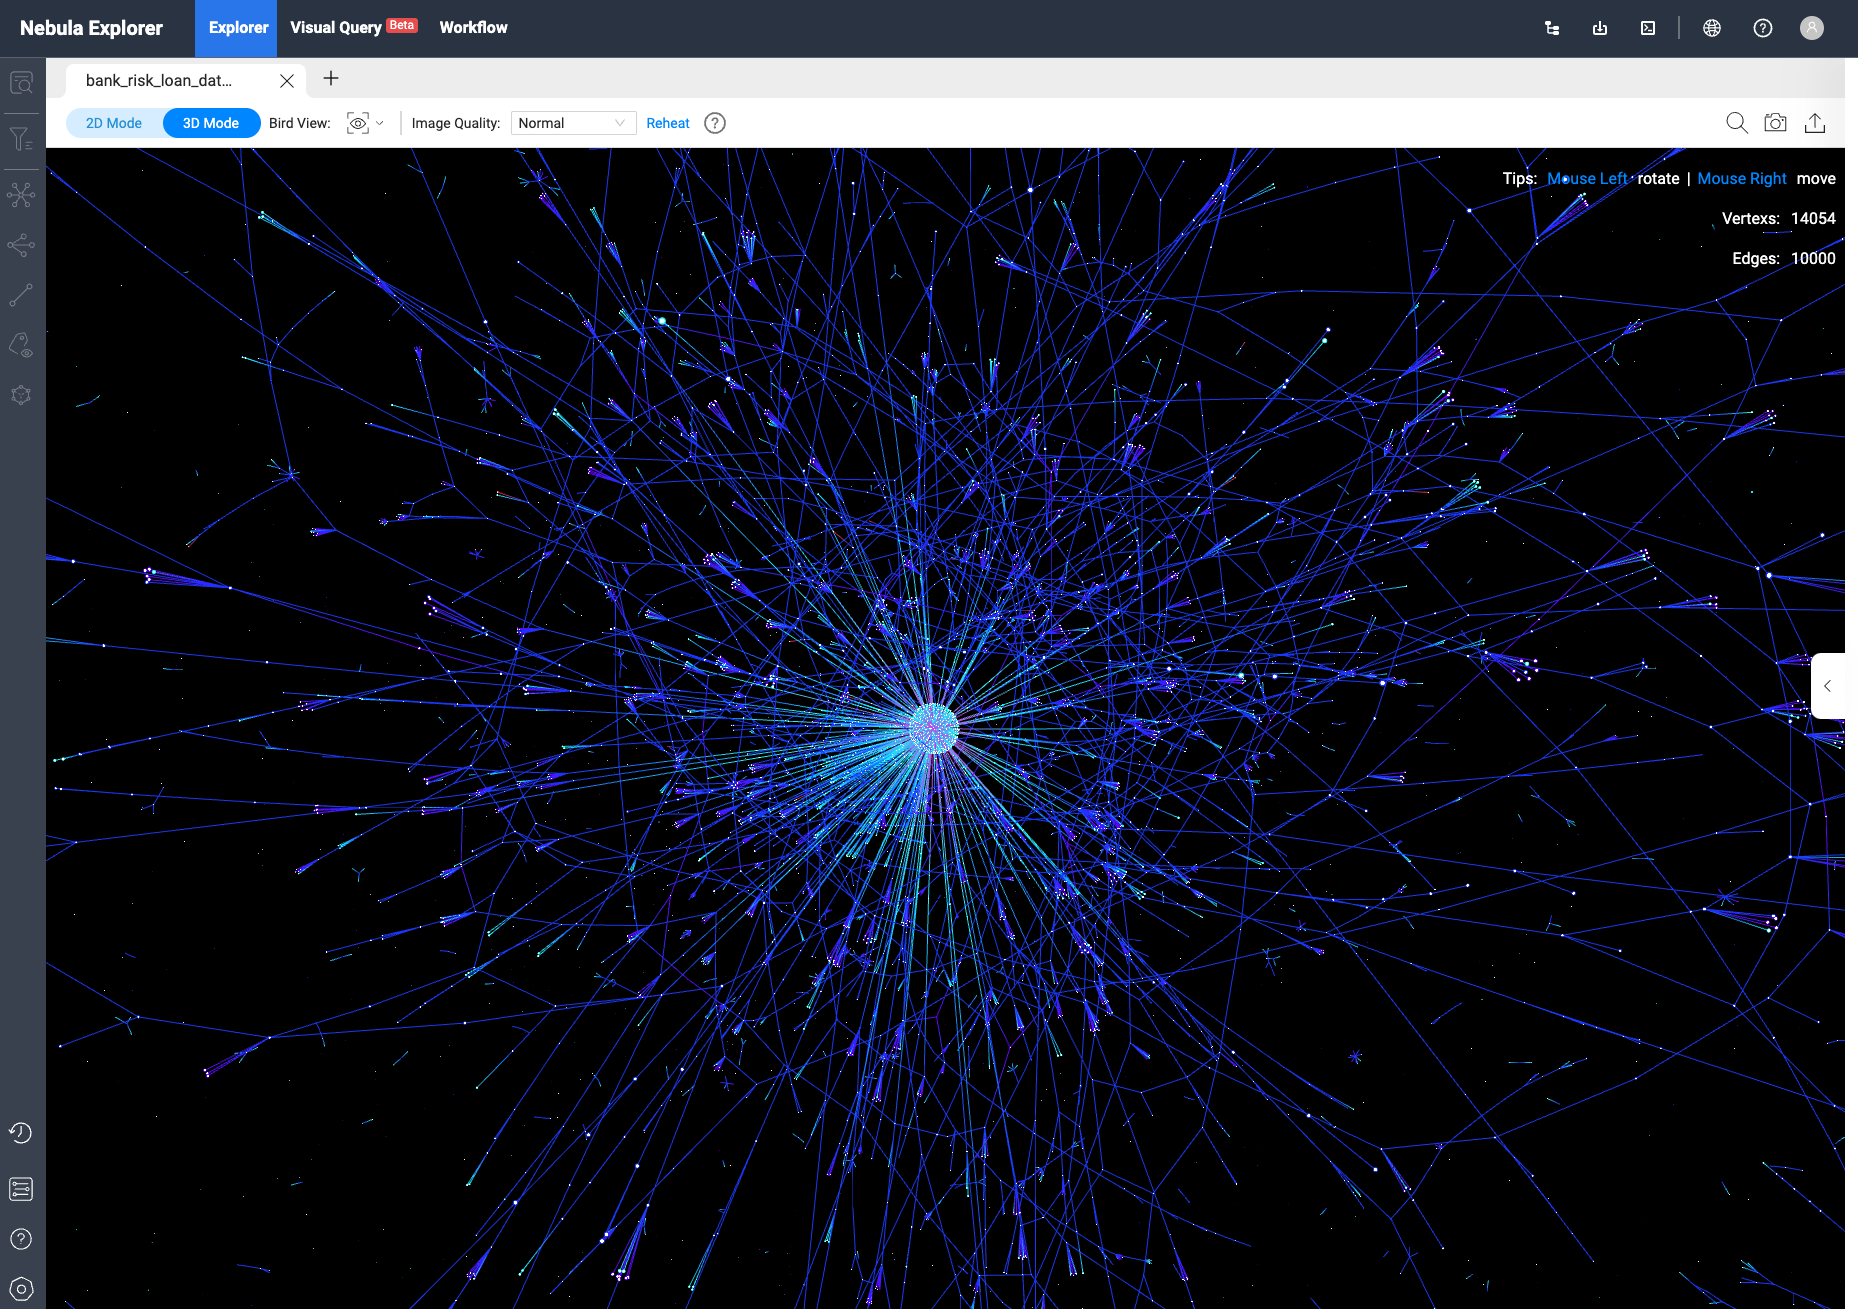 Nebula Explorer Explorer Visual Query Beta Workflow
bank_risk_loan_dat...
2D Mode 3D Mode Bird View: Image Quality: Normal Reheat
Tips: Mouse Left rotate | Mouse Right move
Vertexs: 14054
Edges: 10000